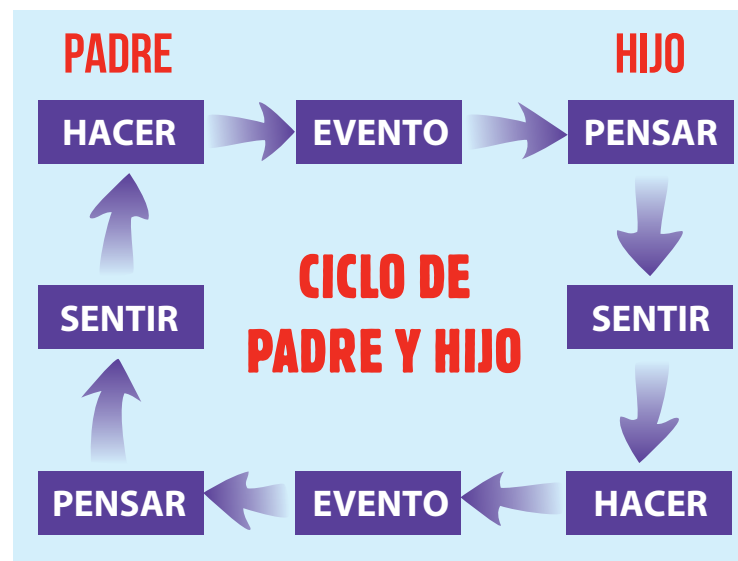 PADRE
HIJO
HACER
EVENTO
PENSAR
SENTIR
CICLO DE
PADRE Y HIJO
SENTIR
PENSAR
EVENTO
HACER